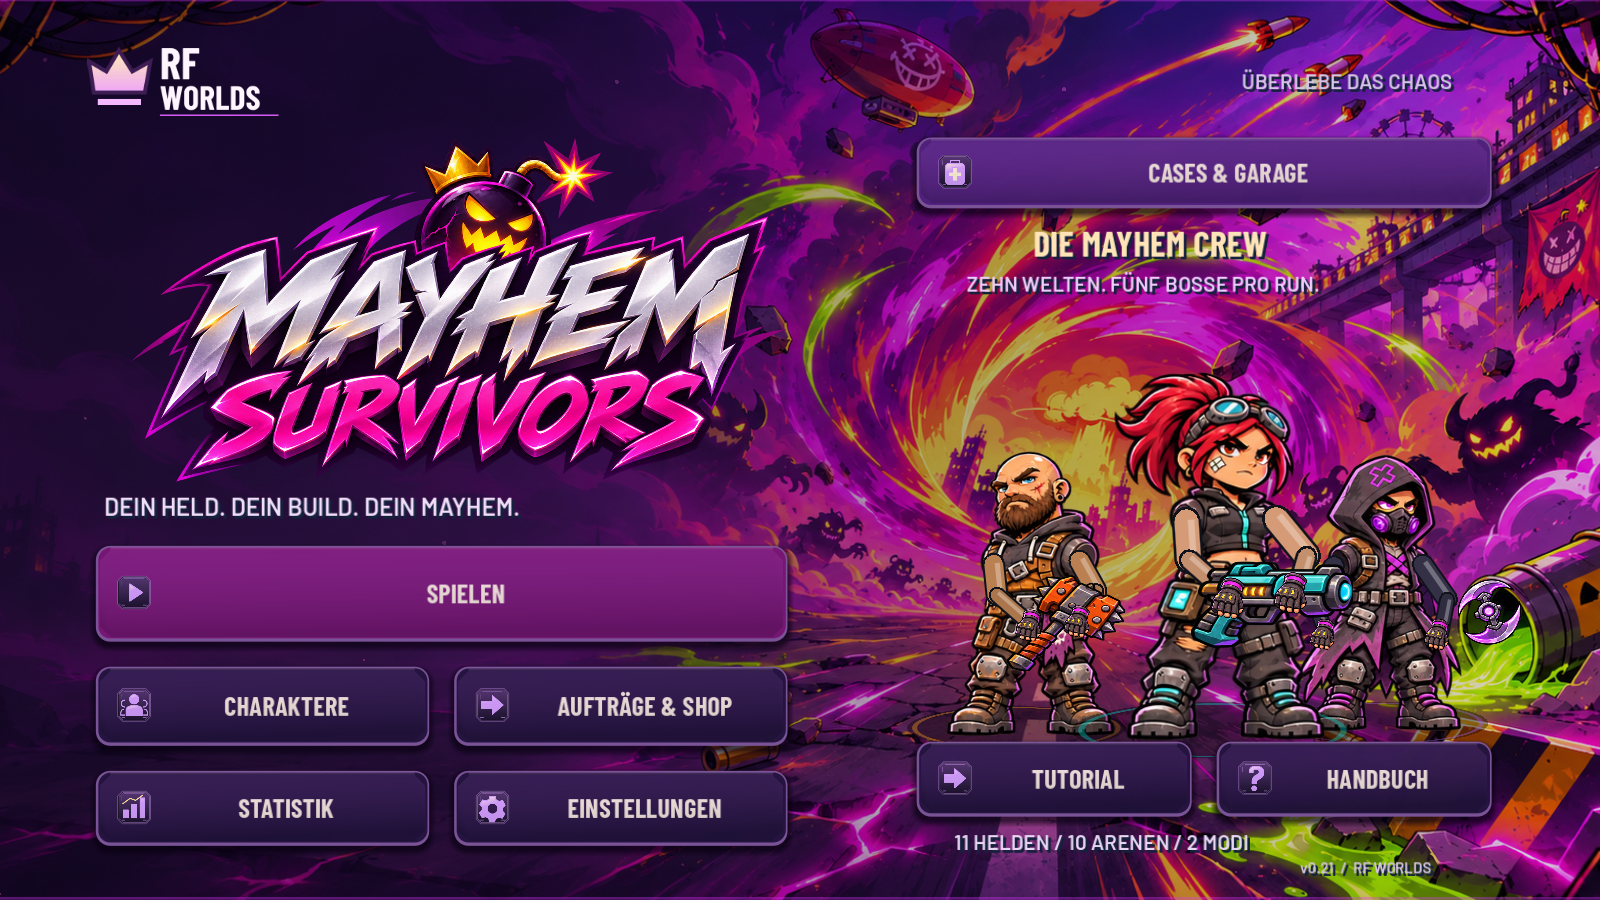 RF
WORLDS
ÜBERLEBE DAS CHAOS
CASES & GARAGE
DIE MAYHEM CREW
ZEHN WELTEN. FÜNF BOSSE PRO RUN.
MAYHEM
SURVIVORS
DEIN HELD. DEIN BUILD. DEIN MAYHEM.
SPIELEN
CHARAKTERE
AUFTRÄGE & SHOP
STATISTIK
EINSTELLUNGEN
TUTORIAL
HANDBUCH
11 HELDEN / 10 ARENEN / 2 MODI
v0.21 / RF WORLDS